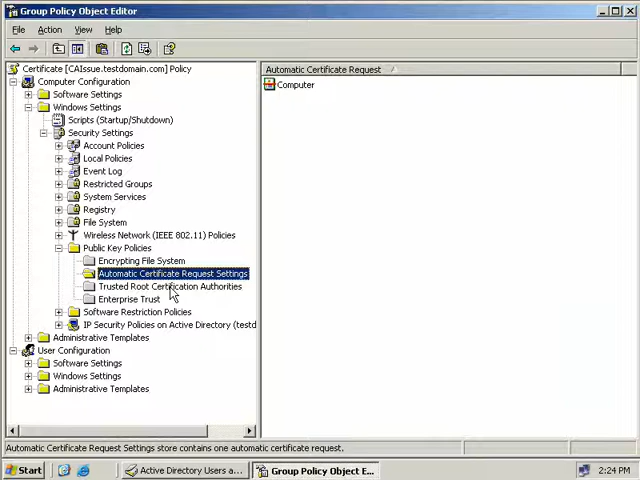 Group Policy Object Editor
File Action View Help
Certificate [CAIssue.testdomain.com] Policy
Computer Configuration
Software Settings
Windows Settings
Scripts (Startup/Shutdown)
Security Settings
Account Policies
Local Policies
Event Log
Restricted Groups
System Services
Registry
File System
Wireless Network (IEEE 802.11) Policies
Public Key Policies
Encrypting File System
Automatic Certificate Request Settings
Trusted Root Certification Authorities
Enterprise Trust
Software Restriction Policies
IP Security Policies on Active Directory (testd
Administrative Templates
User Configuration
Software Settings
Windows Settings
Administrative Templates
Automatic Certificate Request
Computer
Automatic Certificate Request Settings store contains one automatic certificate request.
Start Active Directory Users a... Group Policy Object E... 2:24 PM